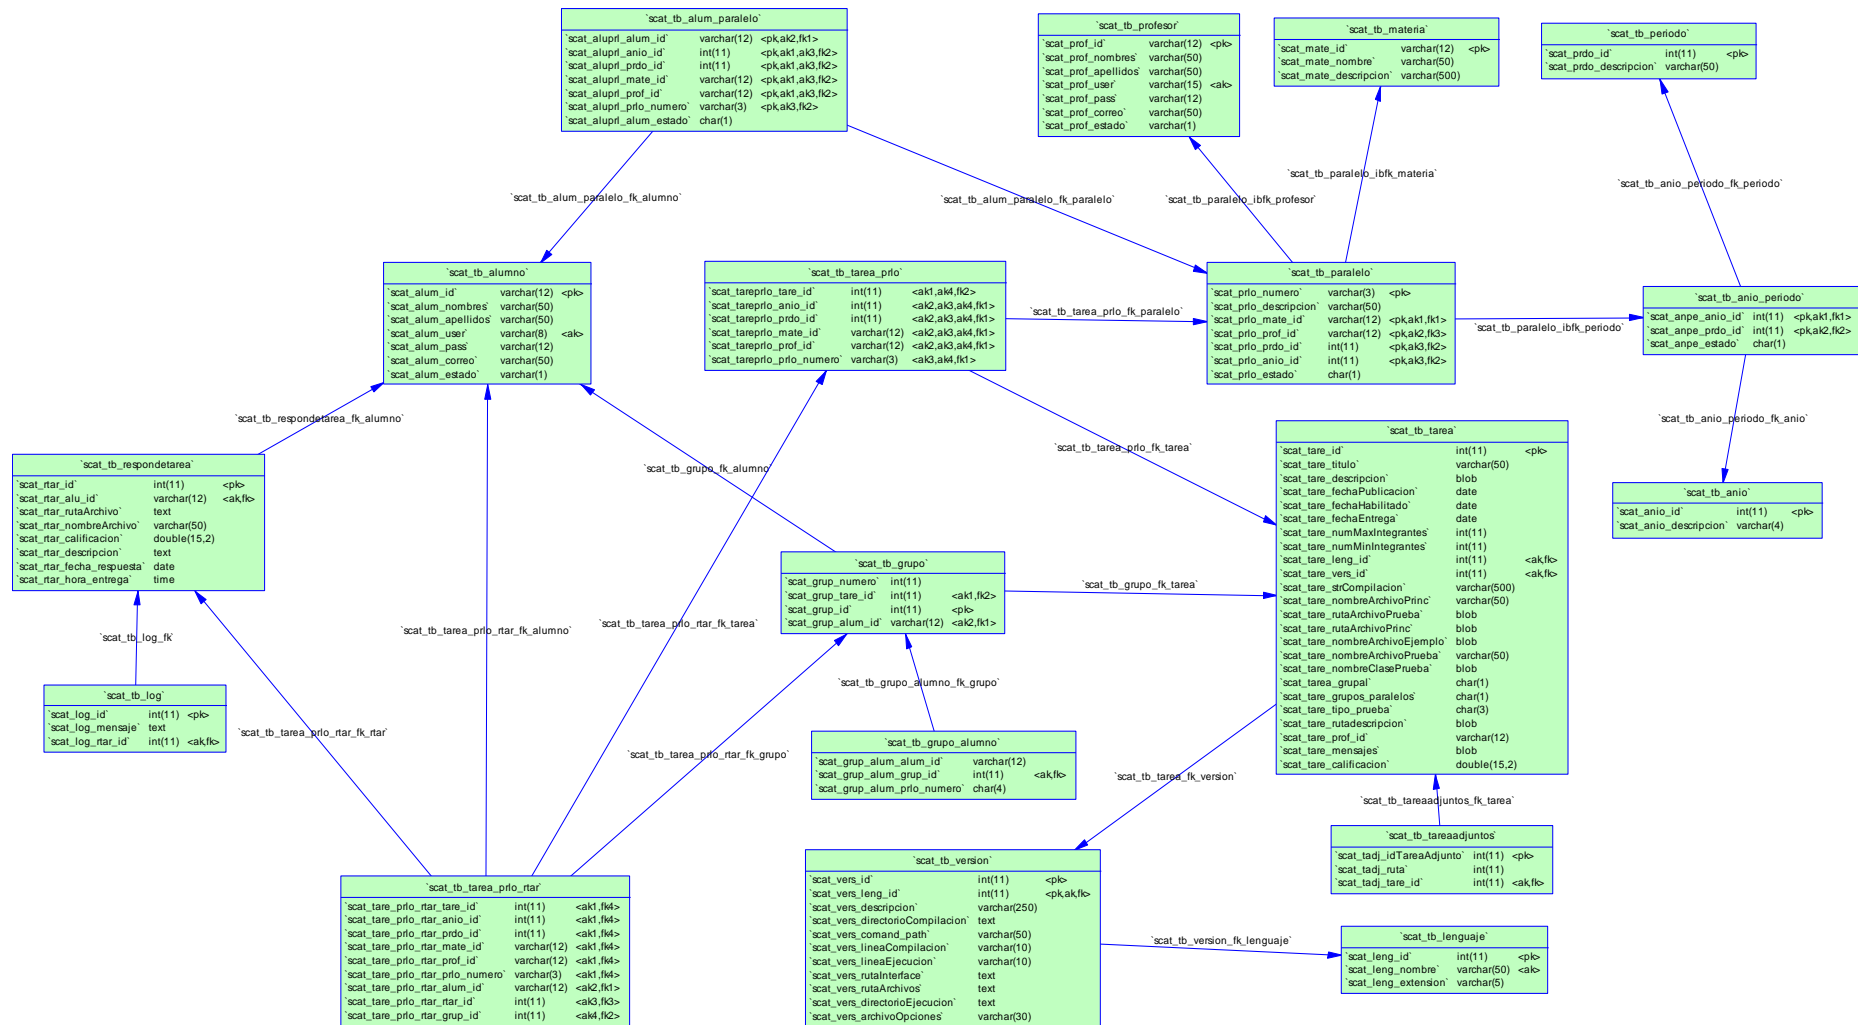 `scat_tb_alum_paralelo`
`scat_aluprl_alum_id` varchar(12) <pk,ak2,fk1>
`scat_aluprl_anio_id` int(11) <pk,ak1,ak3,fk2>
`scat_aluprl_prdo_id` int(11) <pk,ak1,ak3,fk2>
`scat_aluprl_mate_id` varchar(12) <pk,ak1,ak3,fk2>
`scat_aluprl_prof_id` varchar(12) <pk,ak1,ak3,fk2>
`scat_aluprl_prlo_numero` varchar(3) <pk,ak3,fk2>
`scat_aluprl_alum_estado` char(1)
`scat_tb_profesor`
`scat_prof_id` varchar(12) <pk>
`scat_prof_nombres` varchar(50)
`scat_prof_apellidos` varchar(50)
`scat_prof_user` varchar(15) <ak>
`scat_prof_pass` varchar(12)
`scat_prof_correo` varchar(50)
`scat_prof_estado` varchar(1)
`scat_tb_materia`
`scat_mate_id` varchar(12) <pk>
`scat_mate_nombre` varchar(50)
`scat_mate_descripcion` varchar(500)
`scat_tb_periodo`
`scat_prdo_id` int(11) <pk>
`scat_prdo_descripcion` varchar(50)
`scat_tb_alum_paralelo_fk_alumno`
`scat_tb_alum_paralelo_fk_paralelo`
`scat_tb_paralelo_ibfk_profesor`
`scat_tb_paralelo_ibfk_materia`
`scat_tb_anio_periodo_fk_periodo`
`scat_tb_alumno`
`scat_alum_id` varchar(12) <pk>
`scat_alum_nombres` varchar(50)
`scat_alum_apellidos` varchar(50)
`scat_alum_user` varchar(8) <ak>
`scat_alum_pass` varchar(12)
`scat_alum_correo` varchar(50)
`scat_alum_estado` varchar(1)
`scat_tb_tarea_prlo`
`scat_tareprlo_tare_id` int(11) <ak1,ak4,fk2>
`scat_tareprlo_anio_id` int(11) <ak2,ak3,ak4,fk1>
`scat_tareprlo_prdo_id` int(11) <ak2,ak3,ak4,fk1>
`scat_tareprlo_mate_id` varchar(12) <ak2,ak3,ak4,fk1>
`scat_tareprlo_prof_id` varchar(12) <ak2,ak3,ak4,fk1>
`scat_tareprlo_prlo_numero` varchar(3) <ak3,ak4,fk1>
`scat_tb_tarea_prlo_fk_paralelo`
`scat_tb_paralelo`
`scat_prlo_numero` varchar(3) <pk>
`scat_prlo_descripcion` varchar(50)
`scat_prlo_mate_id` varchar(12) <pk,ak1,fk1>
`scat_prlo_prof_id` varchar(12) <pk,ak2,fk3>
`scat_prlo_prdo_id` int(11) <pk,ak3,fk2>
`scat_prlo_anio_id` int(11) <pk,ak3,fk2>
`scat_prlo_estado` char(1)
`scat_tb_paralelo_ibfk_periodo`
`scat_tb_anio_periodo`
`scat_anpe_anio_id` int(11) <pk,ak1,fk1>
`scat_anpe_prdo_id` int(11) <pk,ak2,fk2>
`scat_anpe_estado` char(1)
`scat_tb_anio_periodo_fk_anio`
`scat_tb_anio`
`scat_anio_id` int(11) <pk>
`scat_anio_descripcion` varchar(4)
`scat_tb_respondetarea_fk_alumno`
`scat_tb_grupo_fk_alumno`
`scat_tb_tarea_prlo_fk_tarea`
`scat_tb_respondetarea`
`scat_rtar_id` int(11) <pk>
`scat_rtar_alu_id` varchar(12) <ak,fk>
`scat_rtar_rutaArchivo` text
`scat_rtar_nombreArchivo` varchar(50)
`scat_rtar_calificacion` double(15,2)
`scat_rtar_descripcion` text
`scat_rtar_fecha_respuesta` date
`scat_rtar_hora_entrega` time
`scat_tb_tarea`
`scat_tare_id` int(11) <pk>
`scat_tare_titulo` varchar(50)
`scat_tare_descripcion` blob
`scat_tare_fechaPublicacion` date
`scat_tare_fechaHabilitado` date
`scat_tare_fechaEntrega` date
`scat_tare_numMaxIntegrantes` int(11)
`scat_tare_numMinIntegrantes` int(11)
`scat_tare_leng_id` int(11) <ak,fk>
`scat_tare_vers_id` int(11) <ak,fk>
`scat_tare_strCompilacion` varchar(500)
`scat_tare_nombreArchivoPrinc` varchar(50)
`scat_tare_rutaArchivoPrueba` blob
`scat_tare_rutaArchivoPrinc` blob
`scat_tare_nombreArchivoEjemplo` blob
`scat_tare_nombreArchivoPrueba` varchar(50)
`scat_tare_nombreClasePrueba` blob
`scat_tarea_grupal` char(1)
`scat_tare_grupos_paralelos` char(1)
`scat_tare_tipo_prueba` char(3)
`scat_tare_rutadescripcion` blob
`scat_tare_prof_id` varchar(12)
`scat_tare_mensajes` blob
`scat_tare_calificacion` double(15,2)
`scat_tb_grupo`
`scat_grup_numero` int(11)
`scat_grup_tare_id` int(11) <ak1,fk2>
`scat_grup_id` int(11) <pk>
`scat_grup_alum_id` varchar(12) <ak2,fk1>
`scat_tb_grupo_fk_tarea`
`scat_tb_log_fk`
`scat_tb_tarea_prlo_rtar_fk_alumno`
`scat_tb_tarea_prlo_rtar_fk_tarea`
`scat_tb_grupo_alumno_fk_grupo`
`scat_tb_log`
`scat_log_id` int(11) <pk>
`scat_log_mensaje` text
`scat_log_rtar_id` int(11) <ak,fk>
`scat_tb_tarea_prlo_rtar_fk_rtar`
`scat_tb_tarea_prlo_rtar_fk_grupo`
`scat_tb_grupo_alumno`
`scat_grup_alum_alum_id` varchar(12)
`scat_grup_alum_grup_id` int(11) <ak,fk>
`scat_grup_alum_prlo_numero` char(4)
`scat_tb_tarea_fk_version`
`scat_tb_tareaadjuntos_fk_tarea`
`scat_tb_tareaadjuntos`
`scat_tadj_idTareaAdjunto` int(11) <pk>
`scat_tadj_ruta` int(11)
`scat_tadj_tare_id` int(11) <ak,fk>
`scat_tb_tarea_prlo_rtar`
`scat_tare_prlo_rtar_tare_id` int(11) <ak1,fk4>
`scat_tare_prlo_rtar_anio_id` int(11) <ak1,fk4>
`scat_tare_prlo_rtar_prdo_id` int(11) <ak1,fk4>
`scat_tare_prlo_rtar_mate_id` varchar(12) <ak1,fk4>
`scat_tare_prlo_rtar_prof_id` varchar(12) <ak1,fk4>
`scat_tare_prlo_rtar_prlo_numero` varchar(3) <ak1,fk4>
`scat_tare_prlo_rtar_alum_id` varchar(12) <ak2,fk1>
`scat_tare_prlo_rtar_rtar_id` int(11) <ak3,fk3>
`scat_tare_prlo_rtar_grup_id` int(11) <ak4,fk2>
`scat_tb_version`
`scat_vers_id` int(11) <pk>
`scat_vers_leng_id` int(11) <pk,ak,fk>
`scat_vers_descripcion` varchar(250)
`scat_vers_directorioCompilacion` text
`scat_vers_comand_path` varchar(50)
`scat_vers_lineaCompilacion` varchar(10)
`scat_vers_lineaEjecucion` varchar(10)
`scat_vers_rutaInterface` text
`scat_vers_rutaArchivos` text
`scat_vers_directorioEjecucion` text
`scat_vers_archivoOpciones` varchar(30)
`scat_tb_version_fk_lenguaje`
`scat_tb_lenguaje`
`scat_leng_id` int(11) <pk>
`scat_leng_nombre` varchar(50) <ak>
`scat_leng_extension` varchar(5)